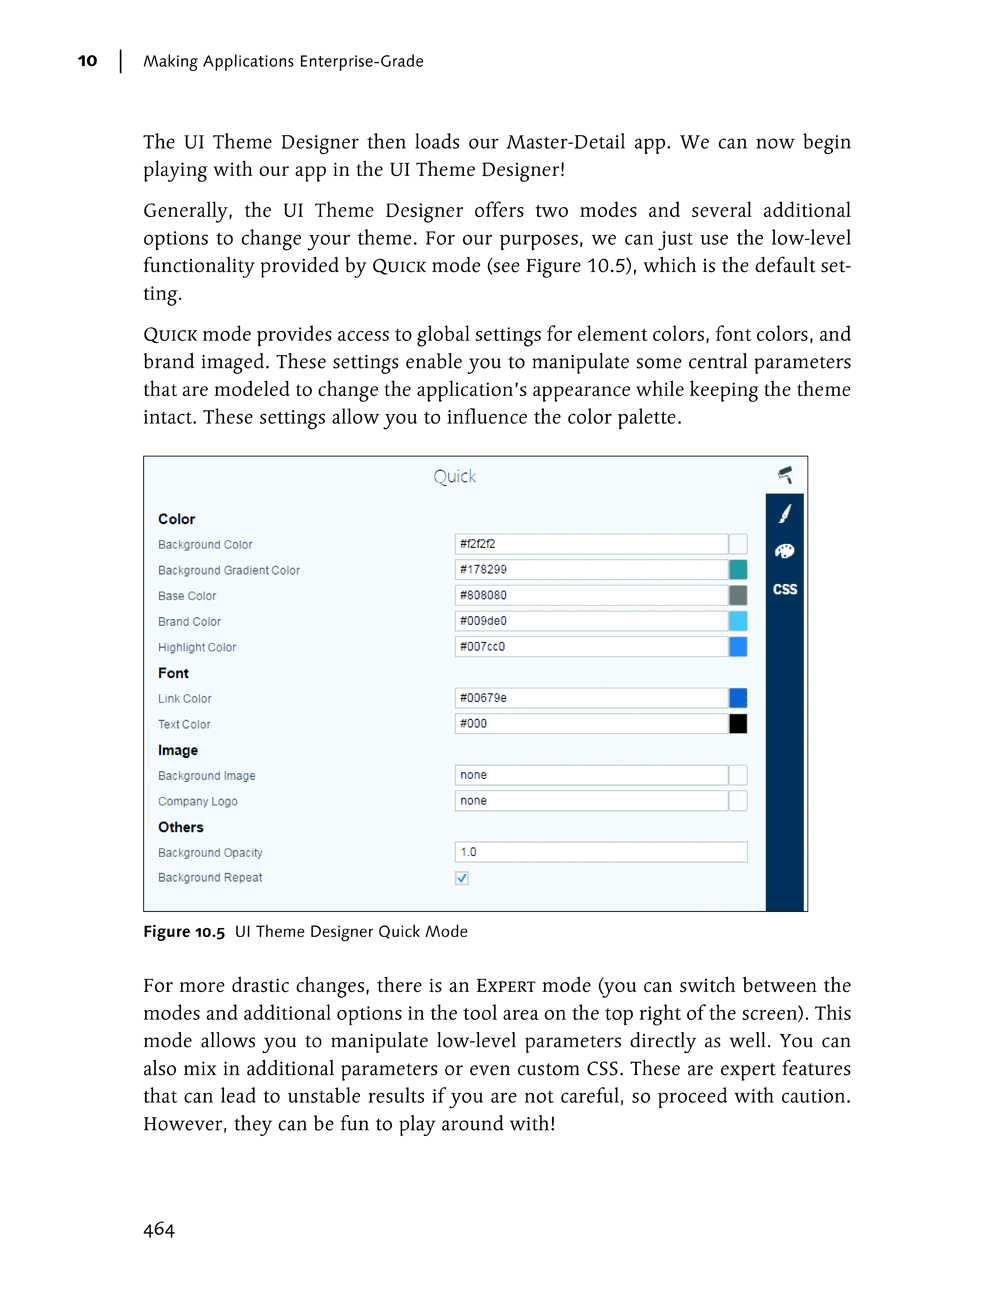 10 | Making Applications Enterprise-Grade
The UI Theme Designer then loads our Master-Detail app. We can now begin
playing with our app in the UI Theme Designer!
Generally, the UI Theme Designer offers two modes and several additional
options to change your theme. For our purposes, we can just use the low-level
functionality provided by Quick mode (see Figure 10.5), which is the default set-
ting.
Quick mode provides access to global settings for element colors, font colors, and
brand imaged. These settings enable you to manipulate some central parameters
that are modeled to change the application's appearance while keeping the theme
intact. These settings allow you to influence the color palette.
Quick
Color
Background Color #f2f2f2
Background Gradient Color #178299
CSS
Base Color #808080
Brand Color #009de0
Highlight Color #007cc0
Font
Link Color #00679e
Text Color #000
Image
Background Image none
Company Logo none
Others
Background Opacity 1.0
Background Repeat
Figure 10.5 UI Theme Designer Quick Mode
For more drastic changes, there is an Expert mode (you can switch between the
modes and additional options in the tool area on the top right of the screen). This
mode allows you to manipulate low-level parameters directly as well. You can
also mix in additional parameters or even custom CSS. These are expert features
that can lead to unstable results if you are not careful, so proceed with caution.
However, they can be fun to play around with!
464